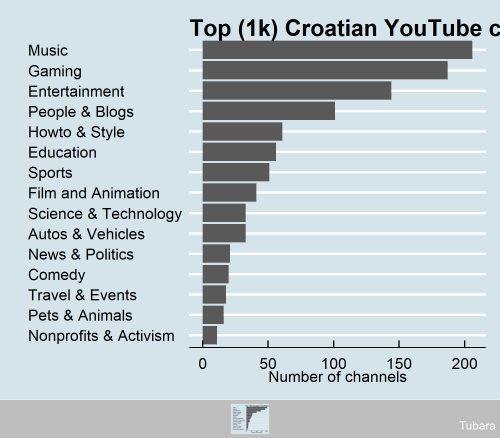 Top (1k) Croatian YouTube c
Music
Gaming
Entertainment
People & Blogs
Howto & Style
Education
Sports
Film and Animation
Science & Technology
Autos & Vehicles
News & Politics
Comedy
Travel & Events
Pets & Animals
Nonprofits & Activism
0 50 100 150 200
Number of channels
Tubara